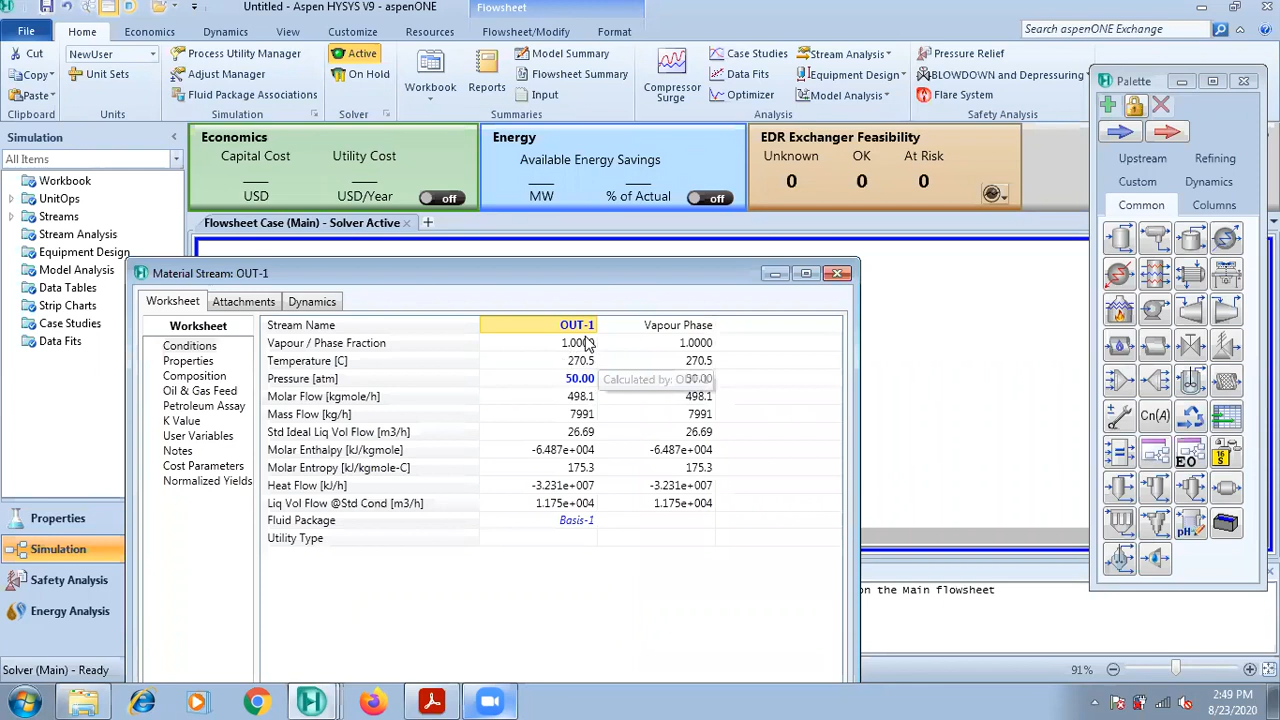 Untitled - Aspen HYSYS V9 - aspenONE
Flowsheet
File
Home
Economics
Dynamics
View
Customize
Resources
Flowsheet/Modify
Format
Search aspenONE Exchange
Cut
Copy
Paste
Clipboard
NewUser
Unit Sets
Units
Process Utility Manager
Adjust Manager
Fluid Package Associations
Simulation
Active
On Hold
Solver
Workbook
Reports
Model Summary
Flowsheet Summary
Input
Summaries
Compressor
Surge
Case Studies
Data Fits
Optimizer
Stream Analysis
Equipment Design
Model Analysis
Analysis
Pressure Relief
BLOWDOWN and Depressuring
Flare System
Safety Analysis
Palette
Upstream
Refining
Custom
Dynamics
Common
Columns
Cn(A)
EO
16
S
pH
Simulation
All Items
Workbook
UnitOps
Streams
Stream Analysis
Equipment Design
Model Analysis
Data Tables
Strip Charts
Case Studies
Data Fits
Properties
Simulation
Safety Analysis
Energy Analysis
Economics
Capital Cost
Utility Cost
USD
USD/Year
off
Energy
Available Energy Savings
MW
% of Actual
off
EDR Exchanger Feasibility
Unknown
OK
At Risk
0
0
0
Flowsheet Case (Main) - Solver Active
Material Stream: OUT-1
Worksheet
Attachments
Dynamics
Worksheet
Conditions
Properties
Composition
Oil & Gas Feed
Petroleum Assay
K Value
User Variables
Notes
Cost Parameters
Normalized Yields
Stream Name OUT-1 Vapour Phase
Vapour / Phase Fraction 1.0000 1.0000
Temperature [C] 270.5 270.5
Pressure [atm] 50.00 50.00
Calculated by:
Molar Flow [kgmole/h] 498.1 498.1
Mass Flow [kg/h] 7991 7991
Std Ideal Liq Vol Flow [m3/h] 26.69 26.69
Molar Enthalpy [kJ/kgmole] -6.487e+004 -6.487e+004
Molar Entropy [kJ/kgmole-C] 175.3 175.3
Heat Flow [kJ/h] -3.231e+007 -3.231e+007
Liq Vol Flow @Std Cond [m3/h] 1.175e+004 1.175e+004
Fluid Package Basis-1
Utility Type
on the Main flowsheet
Solver (Main) - Ready
91%
2:49 PM
8/23/2020